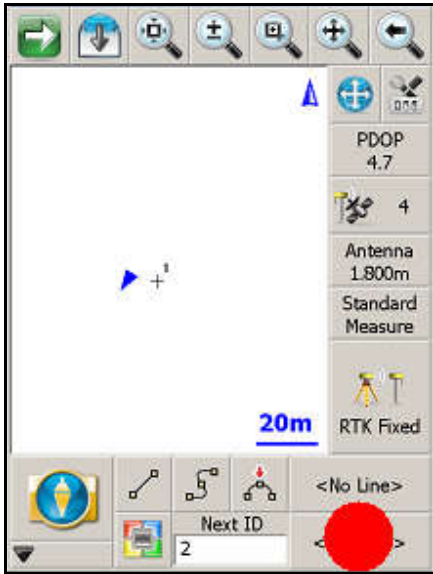 PDOP
4.7
4
Antenna
1.800m
Standard
Measure
1
20m
RTK Fixed
<No Line>
Next ID
2